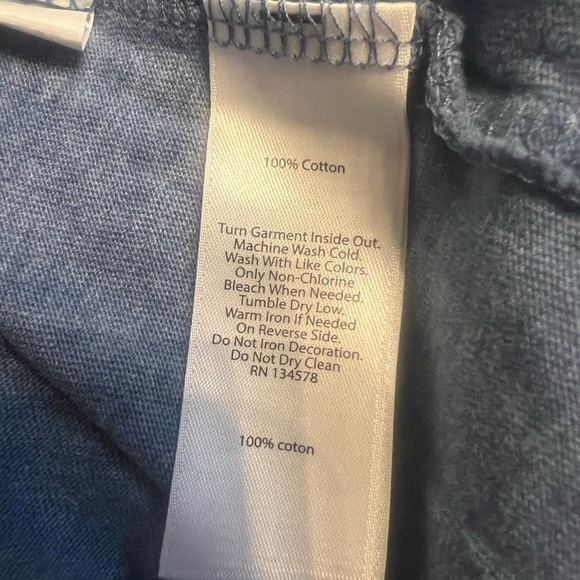 100% Cotton
Turn Garment Inside Out.
Machine Wash Cold.
Wash With Like Colors.
Only Non-Chlorine
Bleach When Needed.
Tumble Dry Low.
Warm Iron If Needed
On Reverse Side.
Do Not Iron Decoration.
Do Not Dry Clean
RN 134578
100% coton